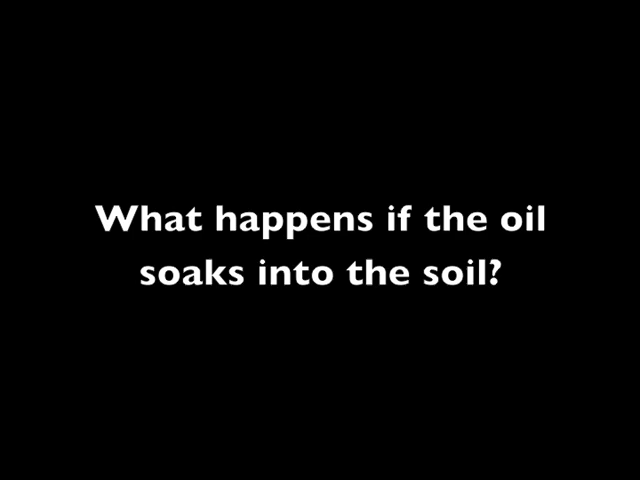 What happens if the oil
soaks into the soil?